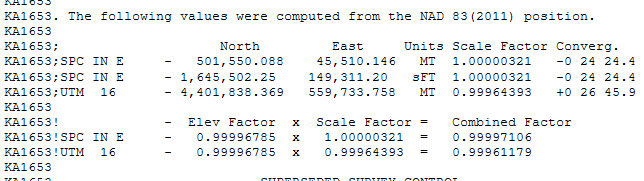 KA1653
KA1653. The following values were computed from the NAD 83(2011) position.
KA1653
KA1653;                    North         East    Units Scale Factor Converg.
KA1653;SPC IN E     -   501,550.088    45,510.146  MT  1.00000321  -0 24 24.4
KA1653;SPC IN E     - 1,645,502.25    149,311.20  sFT  1.00000321  -0 24 24.4
KA1653;UTM  16      - 4,401,838.369   559,733.758  MT  0.99964393  +0 26 45.9
KA1653
KA1653!             - Elev Factor  x  Scale Factor =   Combined Factor
KA1653!SPC IN E     -  0.99996785  x   1.00000321  =   0.99997106
KA1653!UTM  16      -  0.99996785  x   0.99964393  =   0.99961179
KA1653
KA1653                    SUPERSEDED SURVEY CONTROL